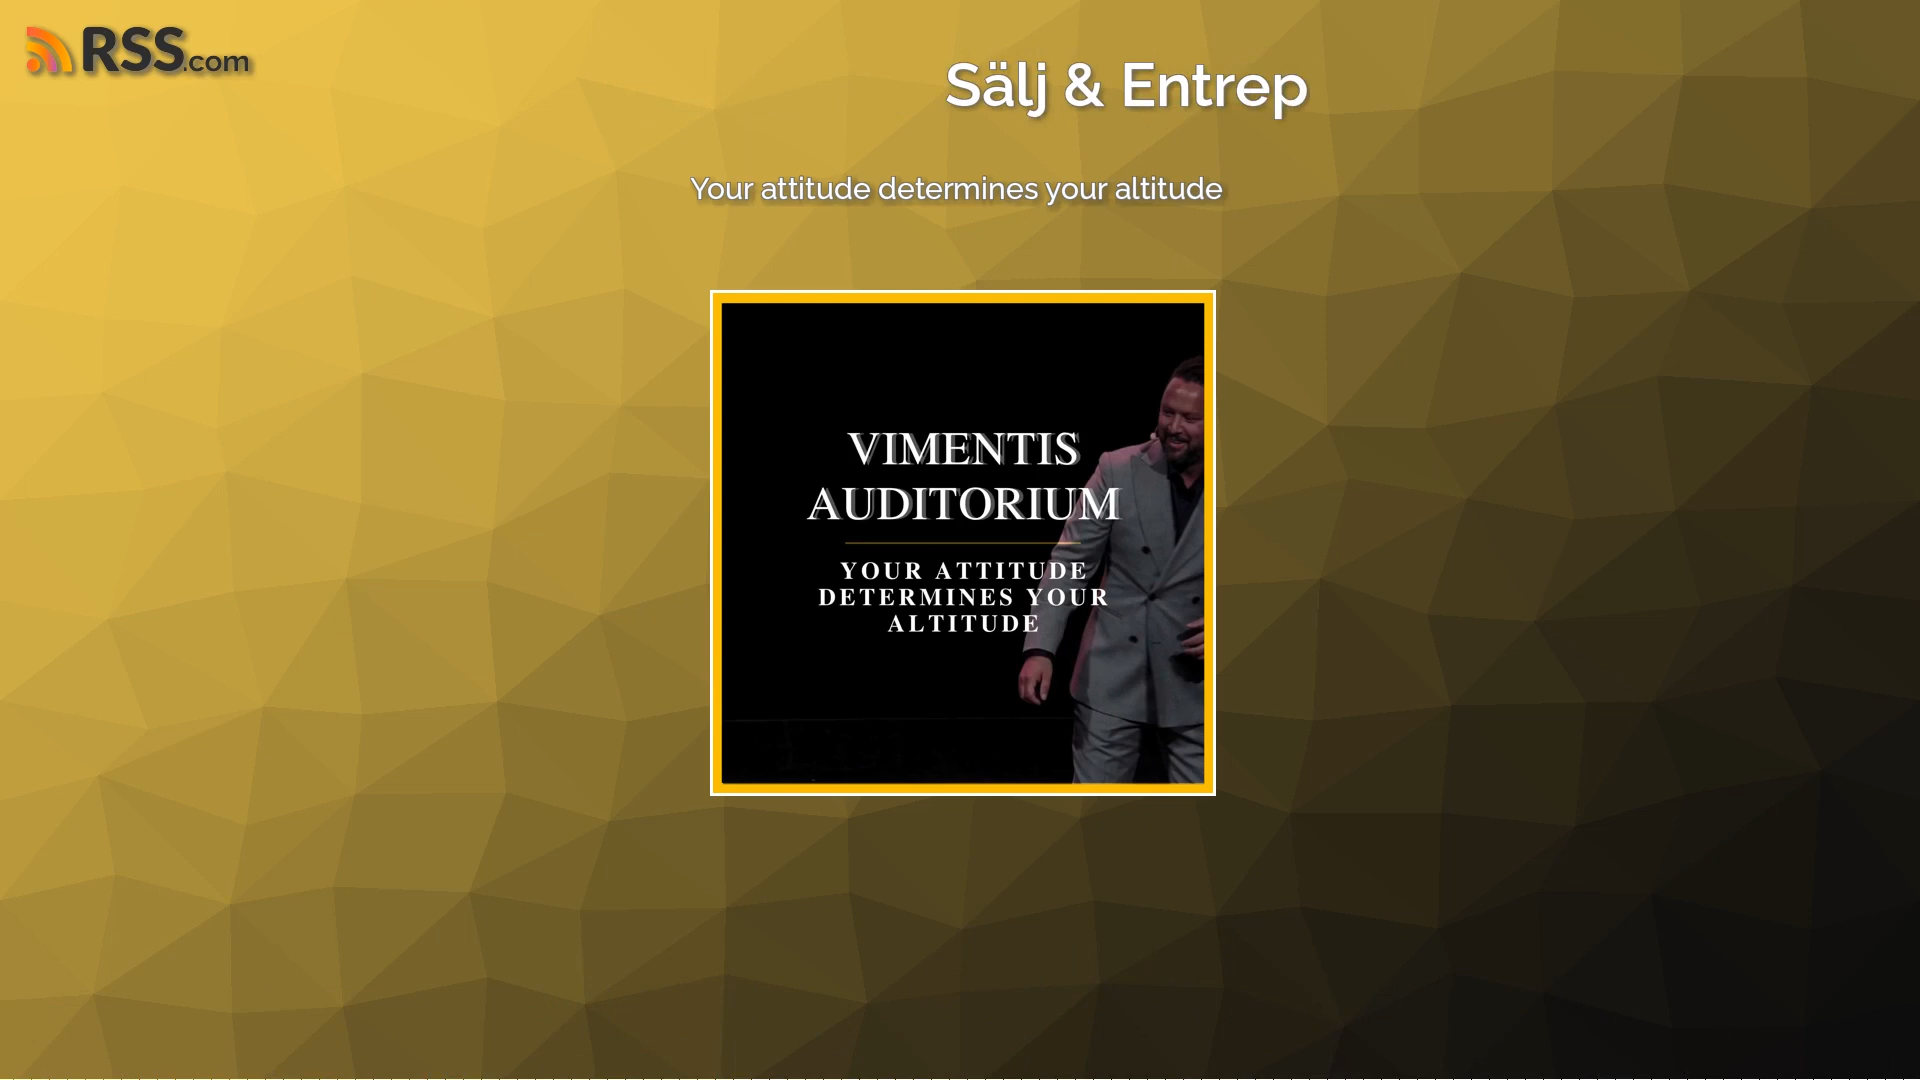 RSS.com
Sälj & Entrep
Your attitude determines your altitude
VIMENTIS
AUDITORIUM
YOUR ATTITUDE
DETERMINES YOUR
ALTITUDE